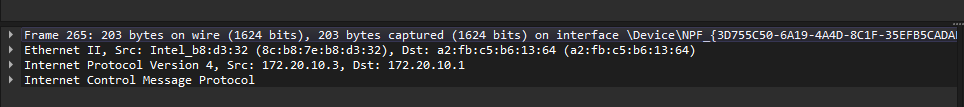 Frame 265: 203 bytes on wire (1624 bits), 203 bytes captured (1624 bits) on interface \Device\NPF_{3D755C50-6A19-4A4D-8C1F-35EFB5CADA
Ethernet II, Src: Intel_b8:d3:32 (8c:b8:7e:b8:d3:32), Dst: a2:fb:c5:b6:13:64 (a2:fb:c5:b6:13:64)
Internet Protocol Version 4, Src: 172.20.10.3, Dst: 172.20.10.1
Internet Control Message Protocol